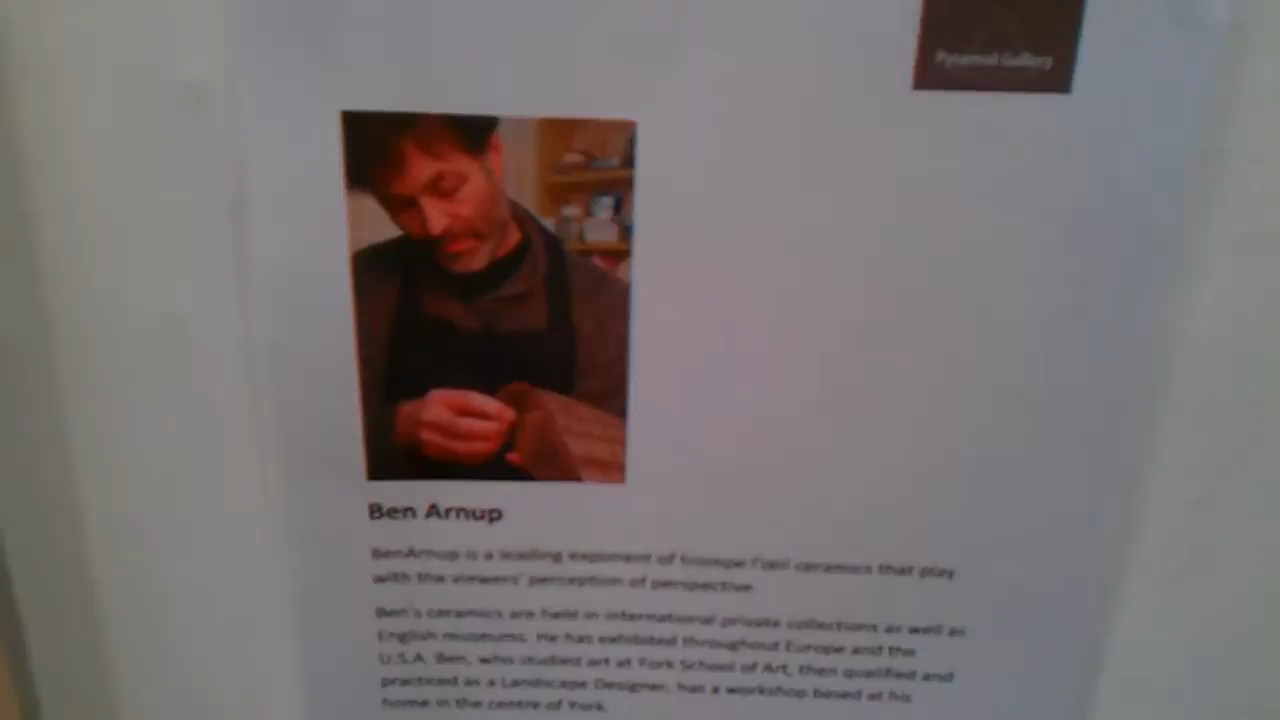 Pyramid Gallery
Ben Arnup
BenArnup is a leading exponent of trompe l'œil ceramics that play
with the viewers' perception of perspective.
Ben's ceramics are held in international private collections as well as
English museums. He has exhibited throughout Europe and the
U.S.A. Ben, who studied art at York School of Art, then qualified and
practiced as a Landscape Designer, has a workshop based at his
home in the centre of York.